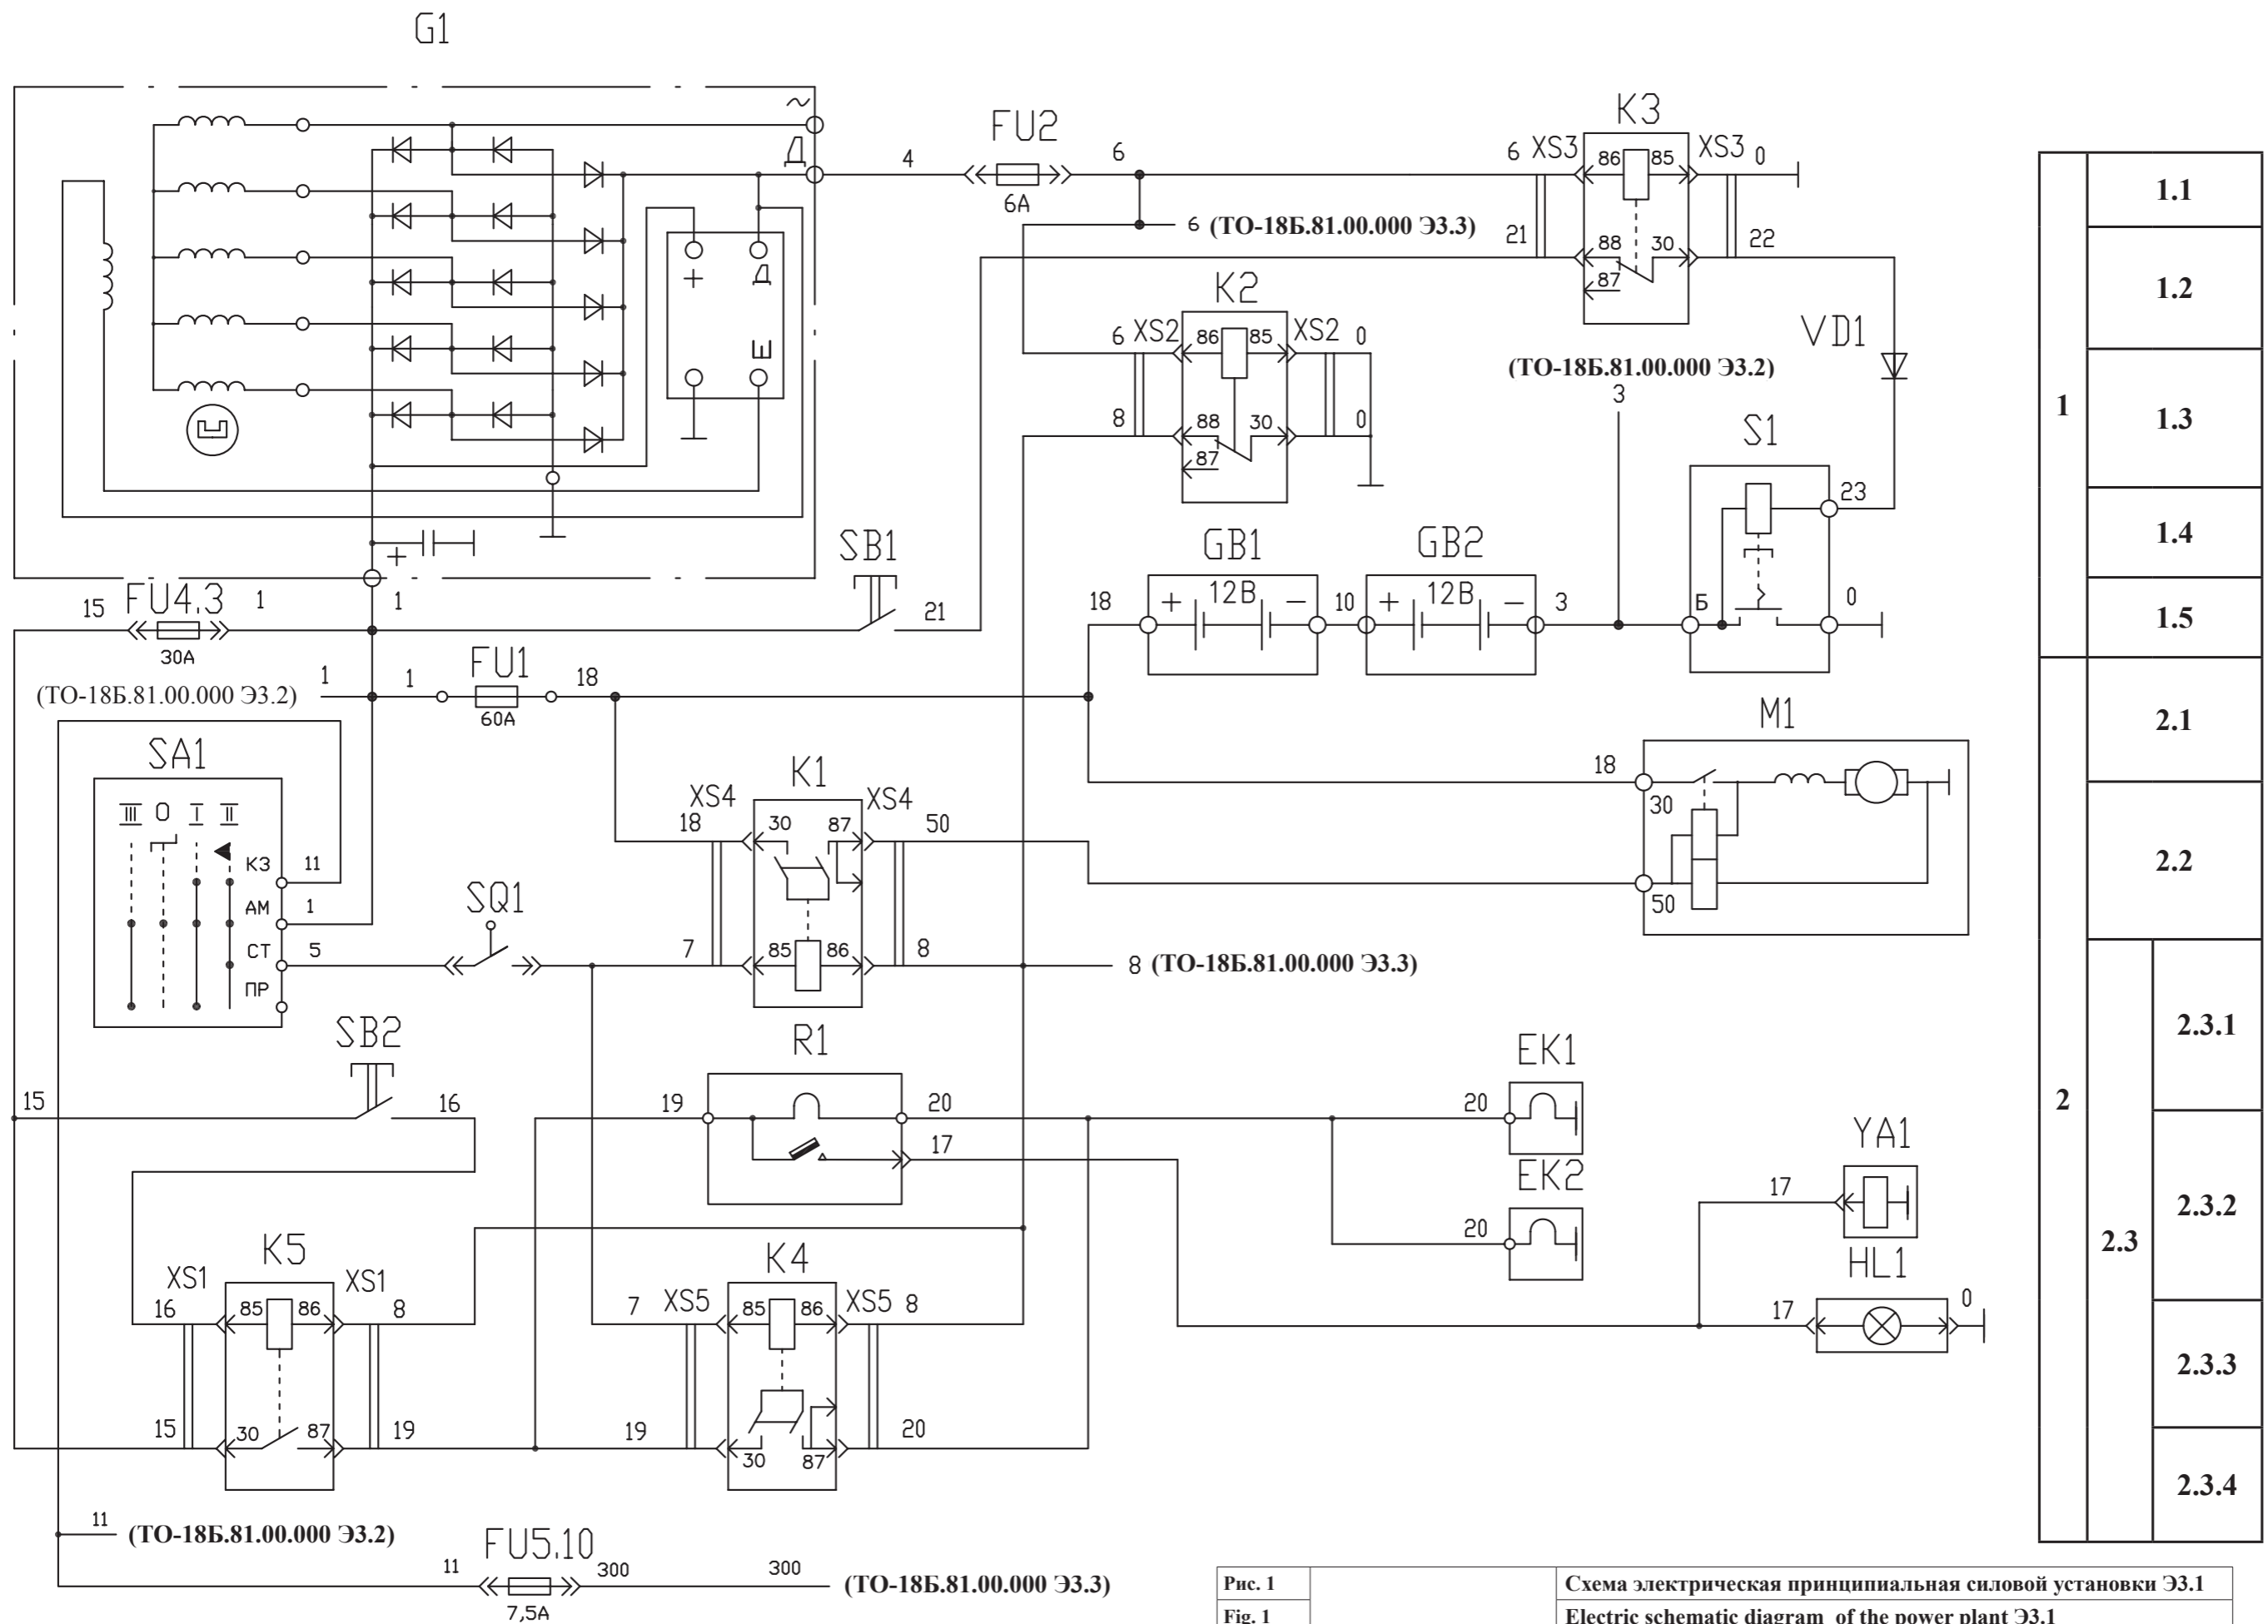 G1
~
Д
4
FU2
6A
6
6 (ТО-18Б.81.00.000 Э3.3)
6 XS3
K3
86 85
XS3 0
21
88 30
87
22
+ Д
E
K2
6 XS2
86 85
XS2 0
8
88 30
87
0
(ТО-18Б.81.00.000 Э3.2)
3
VD1
S1
23
Б
0
+
SB1
GB1
GB2
18
+ 12В −
10
+ 12В −
3
15 FU4.3 1
30A
1
21
1
(ТО-18Б.81.00.000 Э3.2)
1 FU1 18
60A
M1
18
30
50
SA1
III 0 I II
КЗ 11
АМ 1
СТ 5
ПР
SQ1
K1
XS4 XS4
18
30 87
50
7
85 86
8
8 (ТО-18Б.81.00.000 Э3.3)
SB2
15
16
R1
19
20
17
EK1
20
EK2
20
YA1
17
HL1
17
0
K5
XS1 XS1
16
85 86
8
15
30 87
19
K4
7 XS5
85 86
XS5 8
19
30 87
20
11
(ТО-18Б.81.00.000 Э3.2)
11
FU5.10
7,5A
300
300
(ТО-18Б.81.00.000 Э3.3)
1
1.1
1.2
1.3
1.4
1.5
2
2.1
2.2
2.3
2.3.1
2.3.2
2.3.3
2.3.4
Рис. 1
Схема электрическая принципиальная силовой установки Э3.1
Fig. 1
Electric schematic diagram of the power plant Э3.1